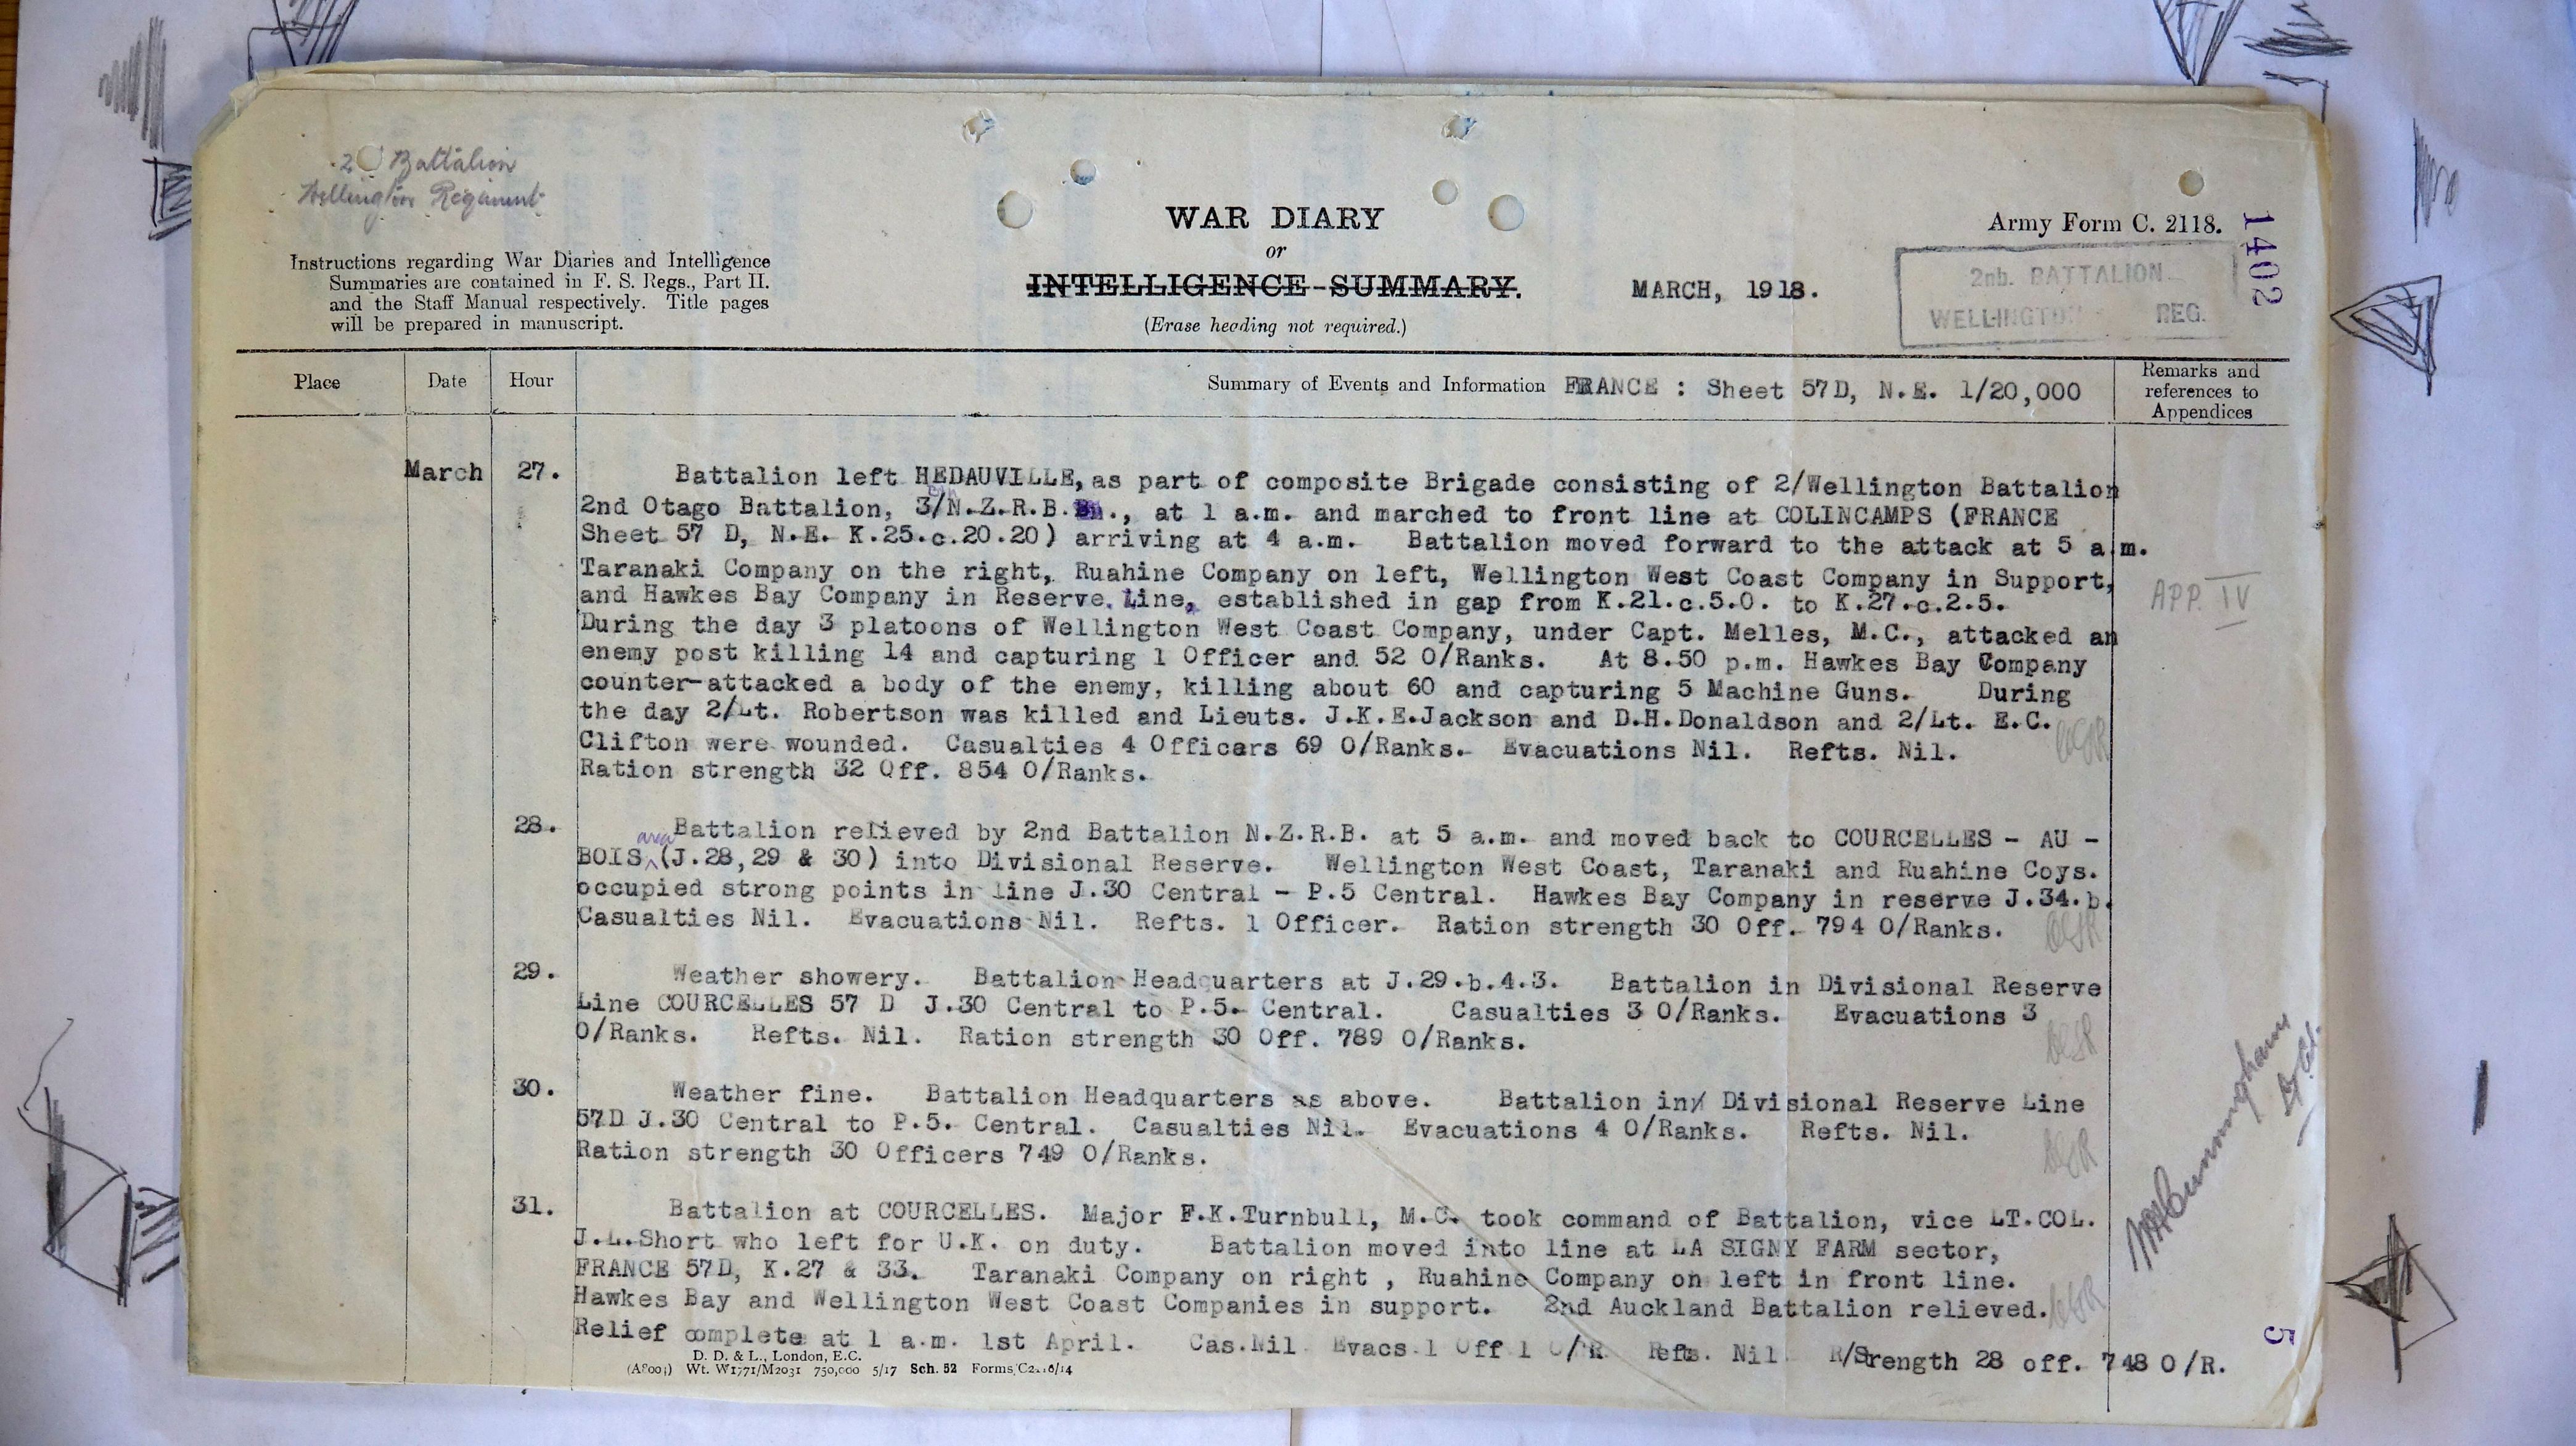 2 Battalion
Wellington Regiment
Instructions regarding War Diaries and Intelligence
Summaries are contained in F. S. Regs., Part II.
and the Staff Manual respectively. Title pages
will be prepared in manuscript.
WAR DIARY
or
INTELLIGENCE SUMMARY.
(Erase heading not required.)
MARCH, 1918.
Army Form C. 2118.
2nb. BATTALION
WELLINGTON REG.
1402
Place Date Hour Summary of Events and Information FRANCE : Sheet 57D, N.E. 1/20,000
Remarks and
references to
Appendices
March 27. Battalion left HEDAUVILLE, as part of composite Brigade consisting of 2/Wellington Battalion
2nd Otago Battalion, 3/N.Z.R.B. , at 1 a.m. and marched to front line at COLINCAMPS (FRANCE
Sheet 57 D, N.E. K.25.c.20.20) arriving at 4 a.m. Battalion moved forward to the attack at 5 a.m.
Taranaki Company on the right, Ruahine Company on left, Wellington West Coast Company in Support,
and Hawkes Bay Company in Reserve. Line, established in gap from K.21.c.5.0. to K.27.c.2.5.
APP. IV
During the day 3 platoons of Wellington West Coast Company, under Capt. Melles, M.C., attacked an
enemy post killing 14 and capturing 1 Officer and 52 O/Ranks. At 8.50 p.m. Hawkes Bay Company
counter-attacked a body of the enemy, killing about 60 and capturing 5 Machine Guns. During
the day 2/Lt. Robertson was killed and Lieuts. J.K.E.Jackson and D.H.Donaldson and 2/Lt. E.C.
Clifton were wounded. Casualties 4 Officers 69 O/Ranks. Evacuations Nil. Refts. Nil.
Ration strength 32 Off. 854 O/Ranks.
28. Battalion relieved by 2nd Battalion N.Z.R.B. at 5 a.m. and moved back to COURCELLES - AU -
BOIS area (J.28,29 & 30) into Divisional Reserve. Wellington West Coast, Taranaki and Ruahine Coys.
occupied strong points in line J.30 Central - P.5 Central. Hawkes Bay Company in reserve J.34.b.
Casualties Nil. Evacuations Nil. Refts. 1 Officer. Ration strength 30 Off. 794 O/Ranks.
29. Weather showery. Battalion Headquarters at J.29.b.4.3. Battalion in Divisional Reserve
Line COURCELLES 57 D J.30 Central to P.5. Central. Casualties 3 O/Ranks. Evacuations 3
O/Ranks. Refts. Nil. Ration strength 30 Off. 789 O/Ranks.
30. Weather fine. Battalion Headquarters as above. Battalion in/ Divisional Reserve Line
57D J.30 Central to P.5. Central. Casualties Nil. Evacuations 4 O/Ranks. Refts. Nil.
Ration strength 30 Officers 749 O/Ranks.
31. Battalion at COURCELLES. Major F.K.Turnbull, M.C. took command of Battalion, vice LT.COL.
J.L.Short who left for U.K. on duty. Battalion moved into line at LA SIGNY FARM sector,
FRANCE 57D, K.27 & 33. Taranaki Company on right , Ruahine Company on left in front line.
Hawkes Bay and Wellington West Coast Companies in support. 2nd Auckland Battalion relieved.
Relief complete at 1 a.m. 1st April. Cas.Nil Evacs.1 Off 1 O/R Refts. Nil R/Strength 28 off. 748 O/R.
Cunningham
5
D. D. & L., London, E.C.
Wt. W1771/M2031 750,000 5/17 Sch. 52 Forms/C2118/14